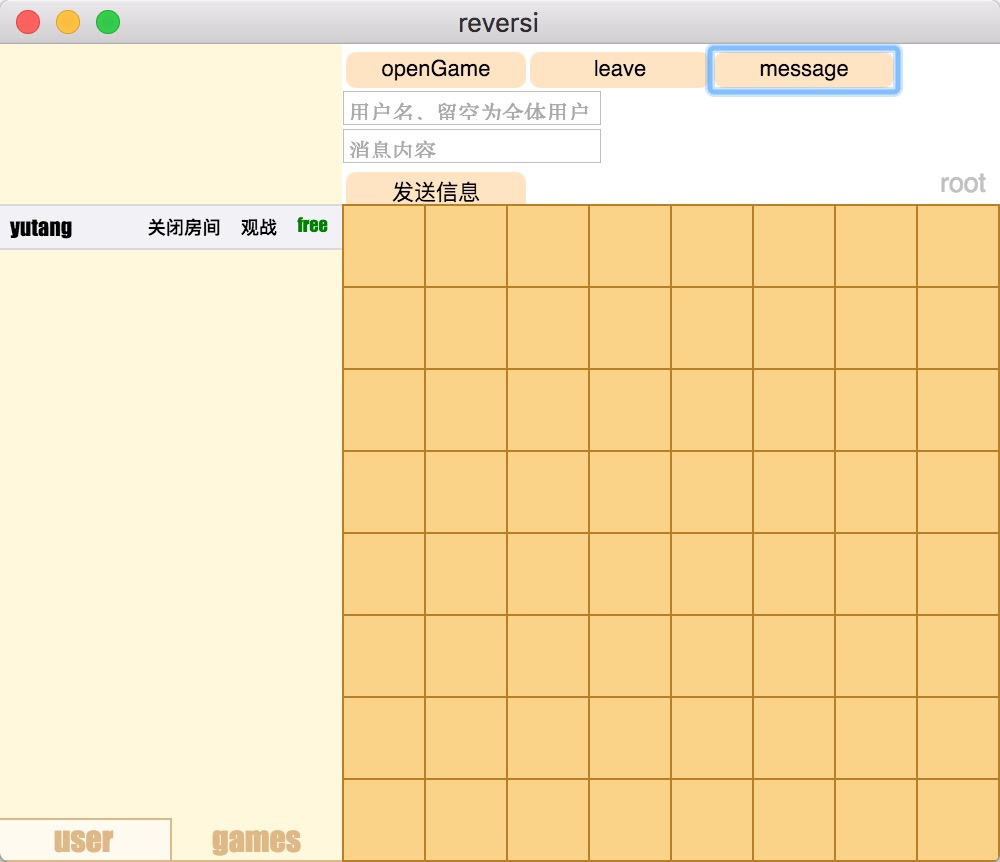 reversi
openGame leave message
用户名、留空为全体用户
消息内容
发送信息
root
yutang 关闭房间 观战 free
user games